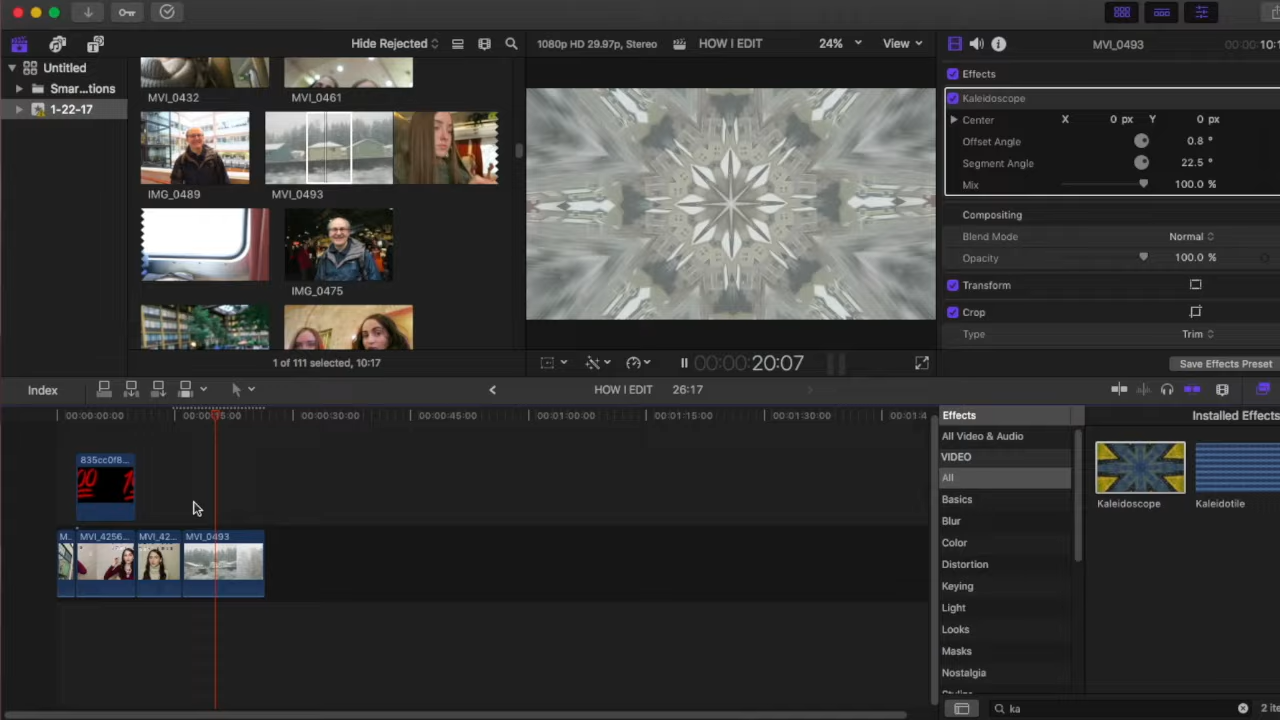 Hide Rejected
1080p HD 29.97p, Stereo
HOW I EDIT
24%
View
MVI_0493
Untitled
Smar...tions
1-22-17
MVI_0432
MVI_0461
IMG_0489
MVI_0493
IMG_0475
1 of 111 selected, 10:17
Effects
Kaleidoscope
Center X 0 px Y 0 px
Offset Angle 0.8 °
Segment Angle 22.5 °
Mix 100.0 %
Compositing
Blend Mode Normal
Opacity 100.0 %
Transform
Crop
Type Trim
Save Effects Preset
00:00:00:20:07
Index
HOW I EDIT 26:17
00:00:00:00
00:00:30:00
00:00:45:00
00:01:00:00
00:01:15:00
00:01:30:00
835cc0f8...
M..
MVI_4256...
MVI_42...
MVI_0493
Effects
Installed Effects
All Video & Audio
VIDEO
All
Basics
Blur
Color
Distortion
Keying
Light
Looks
Masks
Nostalgia
Kaleidoscope
Kaleidotile
ka